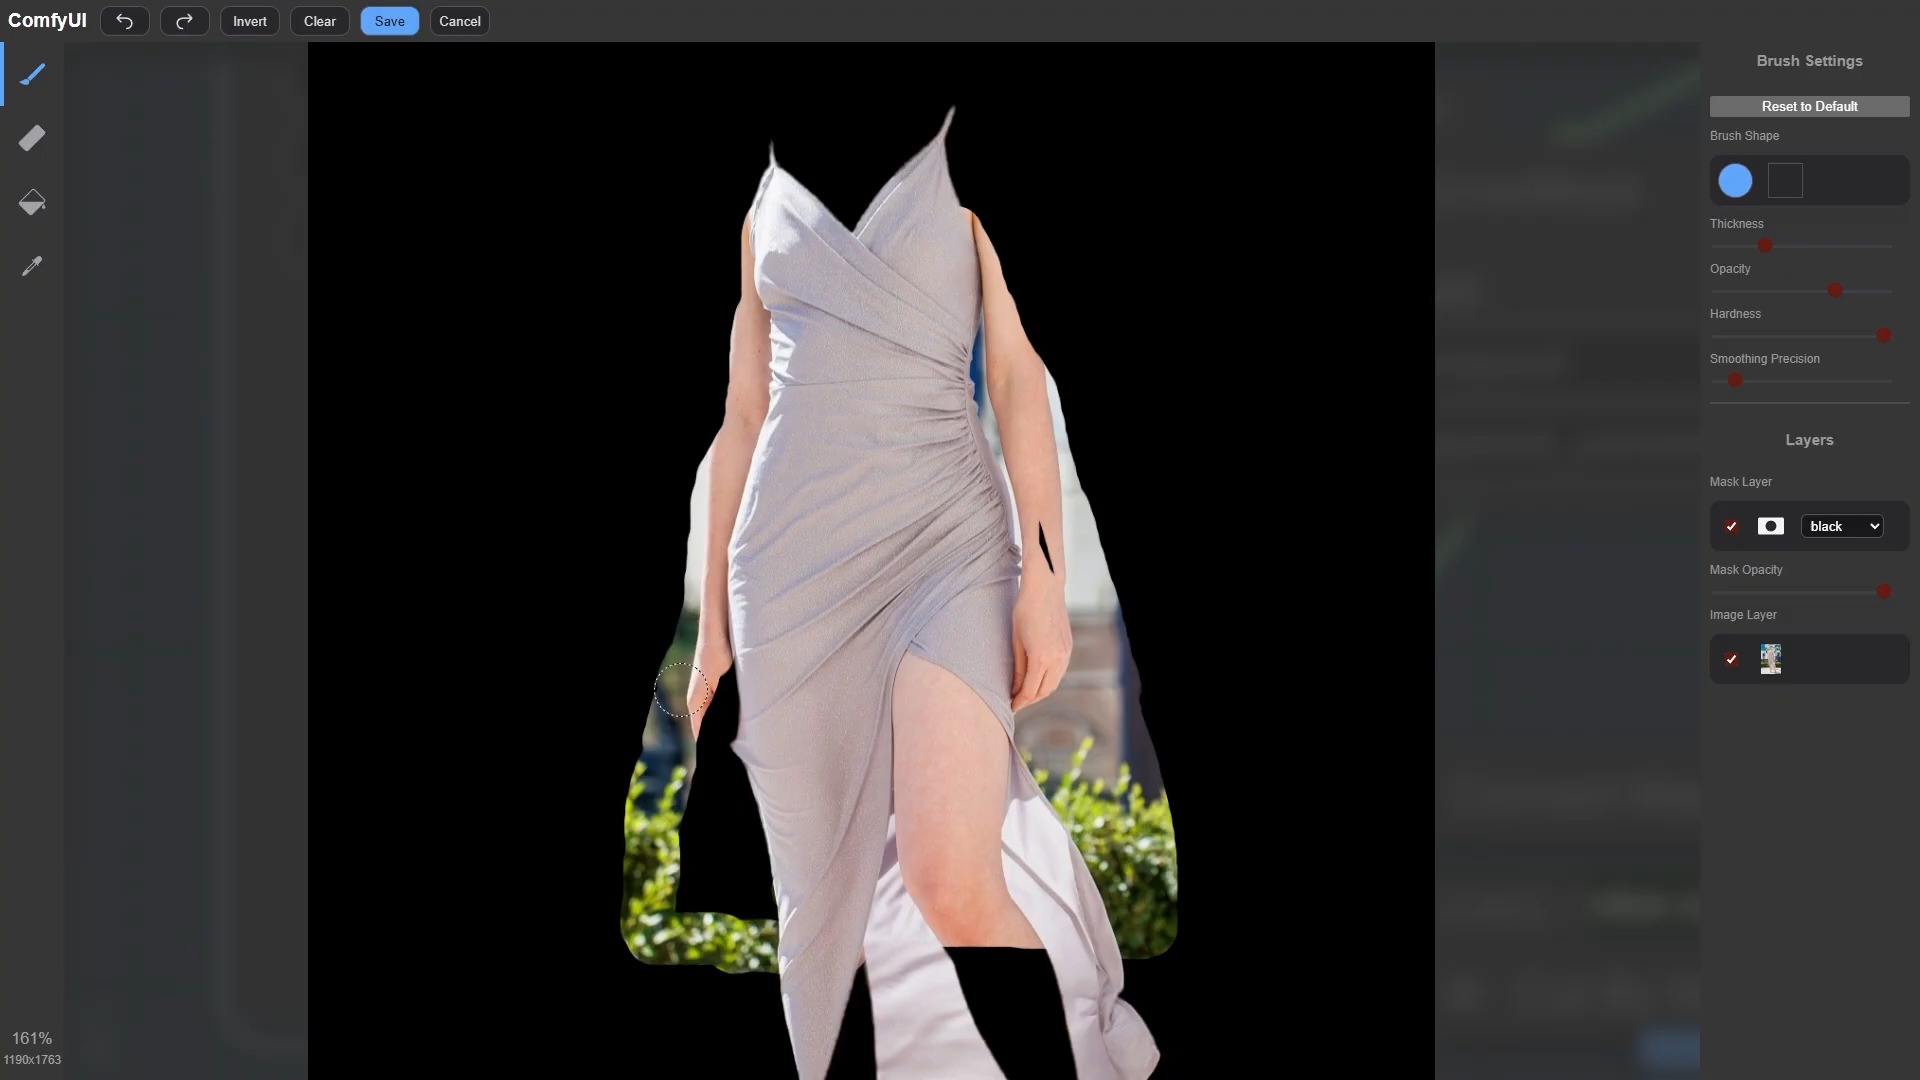 ComfyUI
Invert
Clear
Save
Cancel
Brush Settings
Reset to Default
Brush Shape
Thickness
Opacity
Hardness
Smoothing Precision
Layers
Mask Layer
black
Mask Opacity
Image Layer
161%
1190x1763